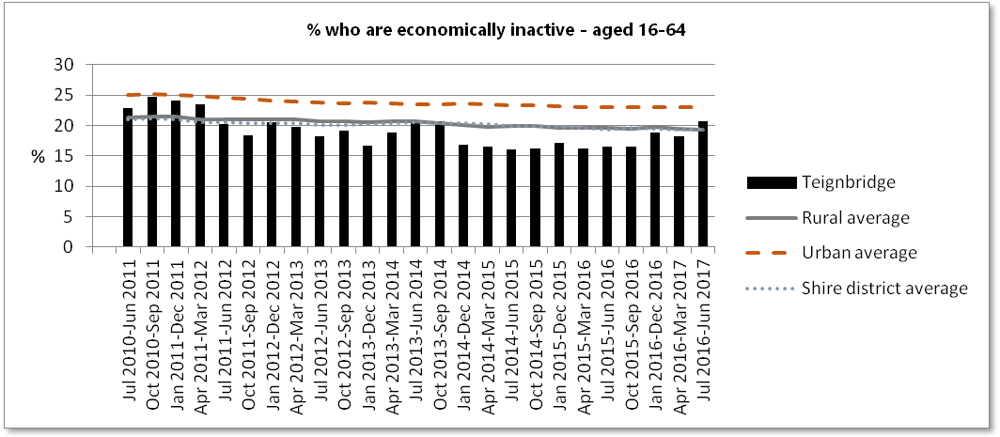 % who are economically inactive - aged 16-64
30
25
20
15
10
5
0
%
Jul 2010-Jun 2011
Oct 2010-Sep 2011
Jan 2011-Dec 2011
Apr 2011-Mar 2012
Jul 2011-Jun 2012
Oct 2011-Sep 2012
Jan 2012-Dec 2012
Apr 2012-Mar 2013
Jul 2012-Jun 2013
Oct 2012-Sep 2013
Jan 2013-Dec 2013
Apr 2013-Mar 2014
Jul 2013-Jun 2014
Oct 2013-Sep 2014
Jan 2014-Dec 2014
Apr 2014-Mar 2015
Jul 2014-Jun 2015
Oct 2014-Sep 2015
Jan 2015-Dec 2015
Apr 2015-Mar 2016
Jul 2015-Jun 2016
Oct 2015-Sep 2016
Jan 2016-Dec 2016
Apr 2016-Mar 2017
Jul 2016-Jun 2017
Teignbridge
Rural average
Urban average
Shire district average